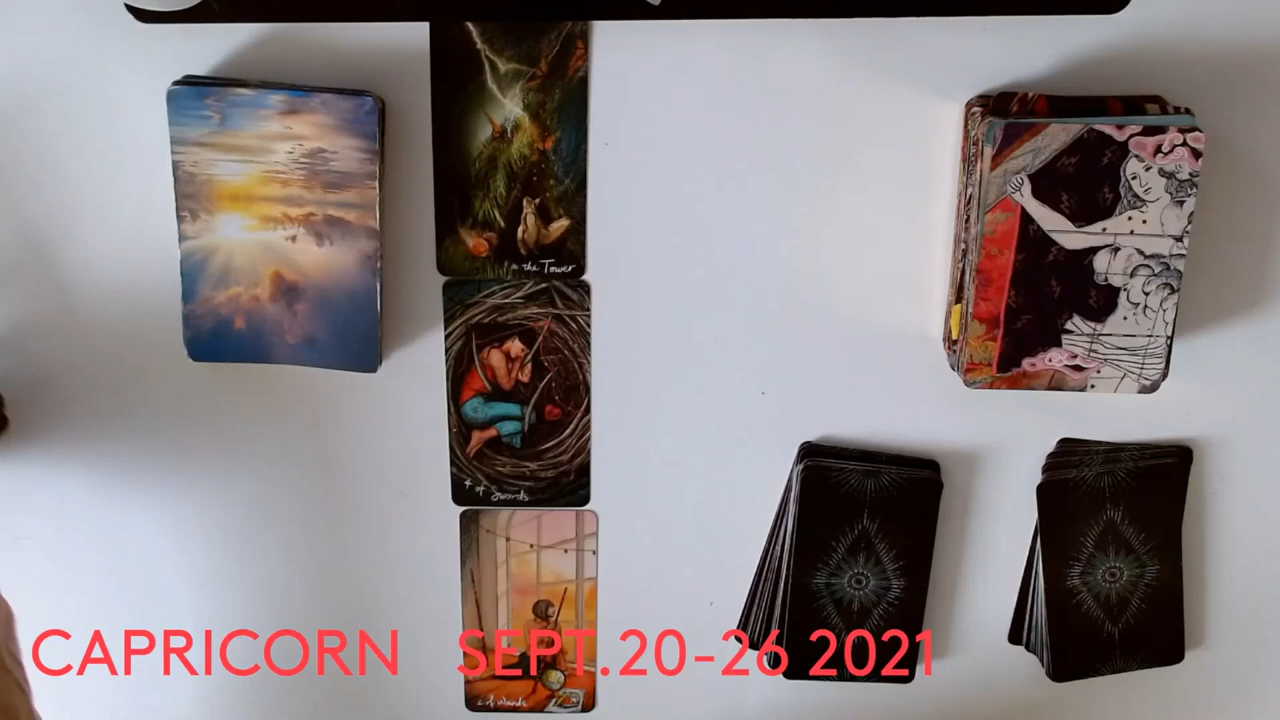 the Tower
4 of Swords
2 of Wands
CAPRICORN SEPT.20-26 2021